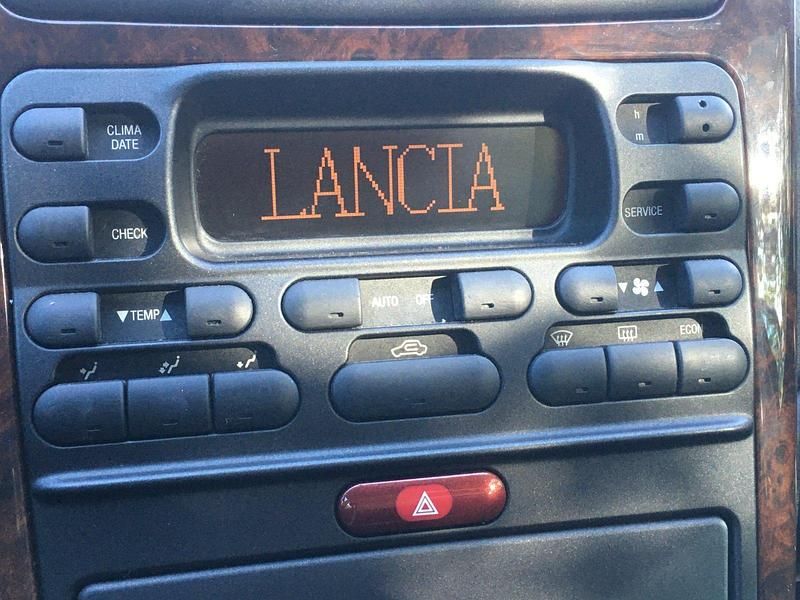 LANCIA
CLIMA
DATE
h
m
CHECK
SERVICE
TEMP
AUTO OFF
ECON